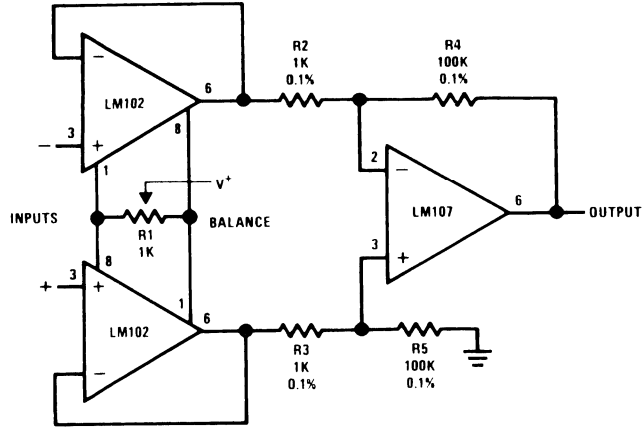 R2
1K
0.1%
R4
100K
0.1%
−
LM102
6
8
− 3 +
1
V+
2 −
LM107
6
OUTPUT
INPUTS
R1
1K
BALANCE
3 +
8
+ 3 +
1
6
LM102
−
R3
1K
0.1%
R5
100K
0.1%